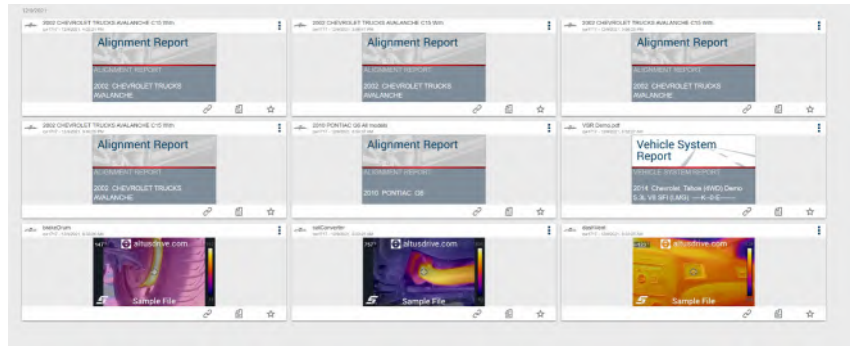 12/9/2021
2002 CHEVROLET TRUCKS AVALANCHE C15 With
Alignment Report
ALIGNMENT REPORT
2002 CHEVROLET TRUCKS
AVALANCHE
2002 CHEVROLET TRUCKS AVALANCHE C15 With
Alignment Report
ALIGNMENT REPORT
2002 CHEVROLET TRUCKS
AVALANCHE
2002 CHEVROLET TRUCKS AVALANCHE C15 With
Alignment Report
ALIGNMENT REPORT
2002 CHEVROLET TRUCKS
AVALANCHE
2002 CHEVROLET TRUCKS AVALANCHE C15 With
Alignment Report
ALIGNMENT REPORT
2002 CHEVROLET TRUCKS
AVALANCHE
2010 PONTIAC G6 All models
Alignment Report
ALIGNMENT REPORT
2010 PONTIAC G6
VSR Demo.pdf
Vehicle System
Report
VEHICLE SYSTEM REPORT
2014 Chevrolet Tahoe (4WD) Demo
5.3L V8 SFI (LMG)
altusdrive.com
Sample File
altusdrive.com
Sample File
altusdrive.com
Sample File